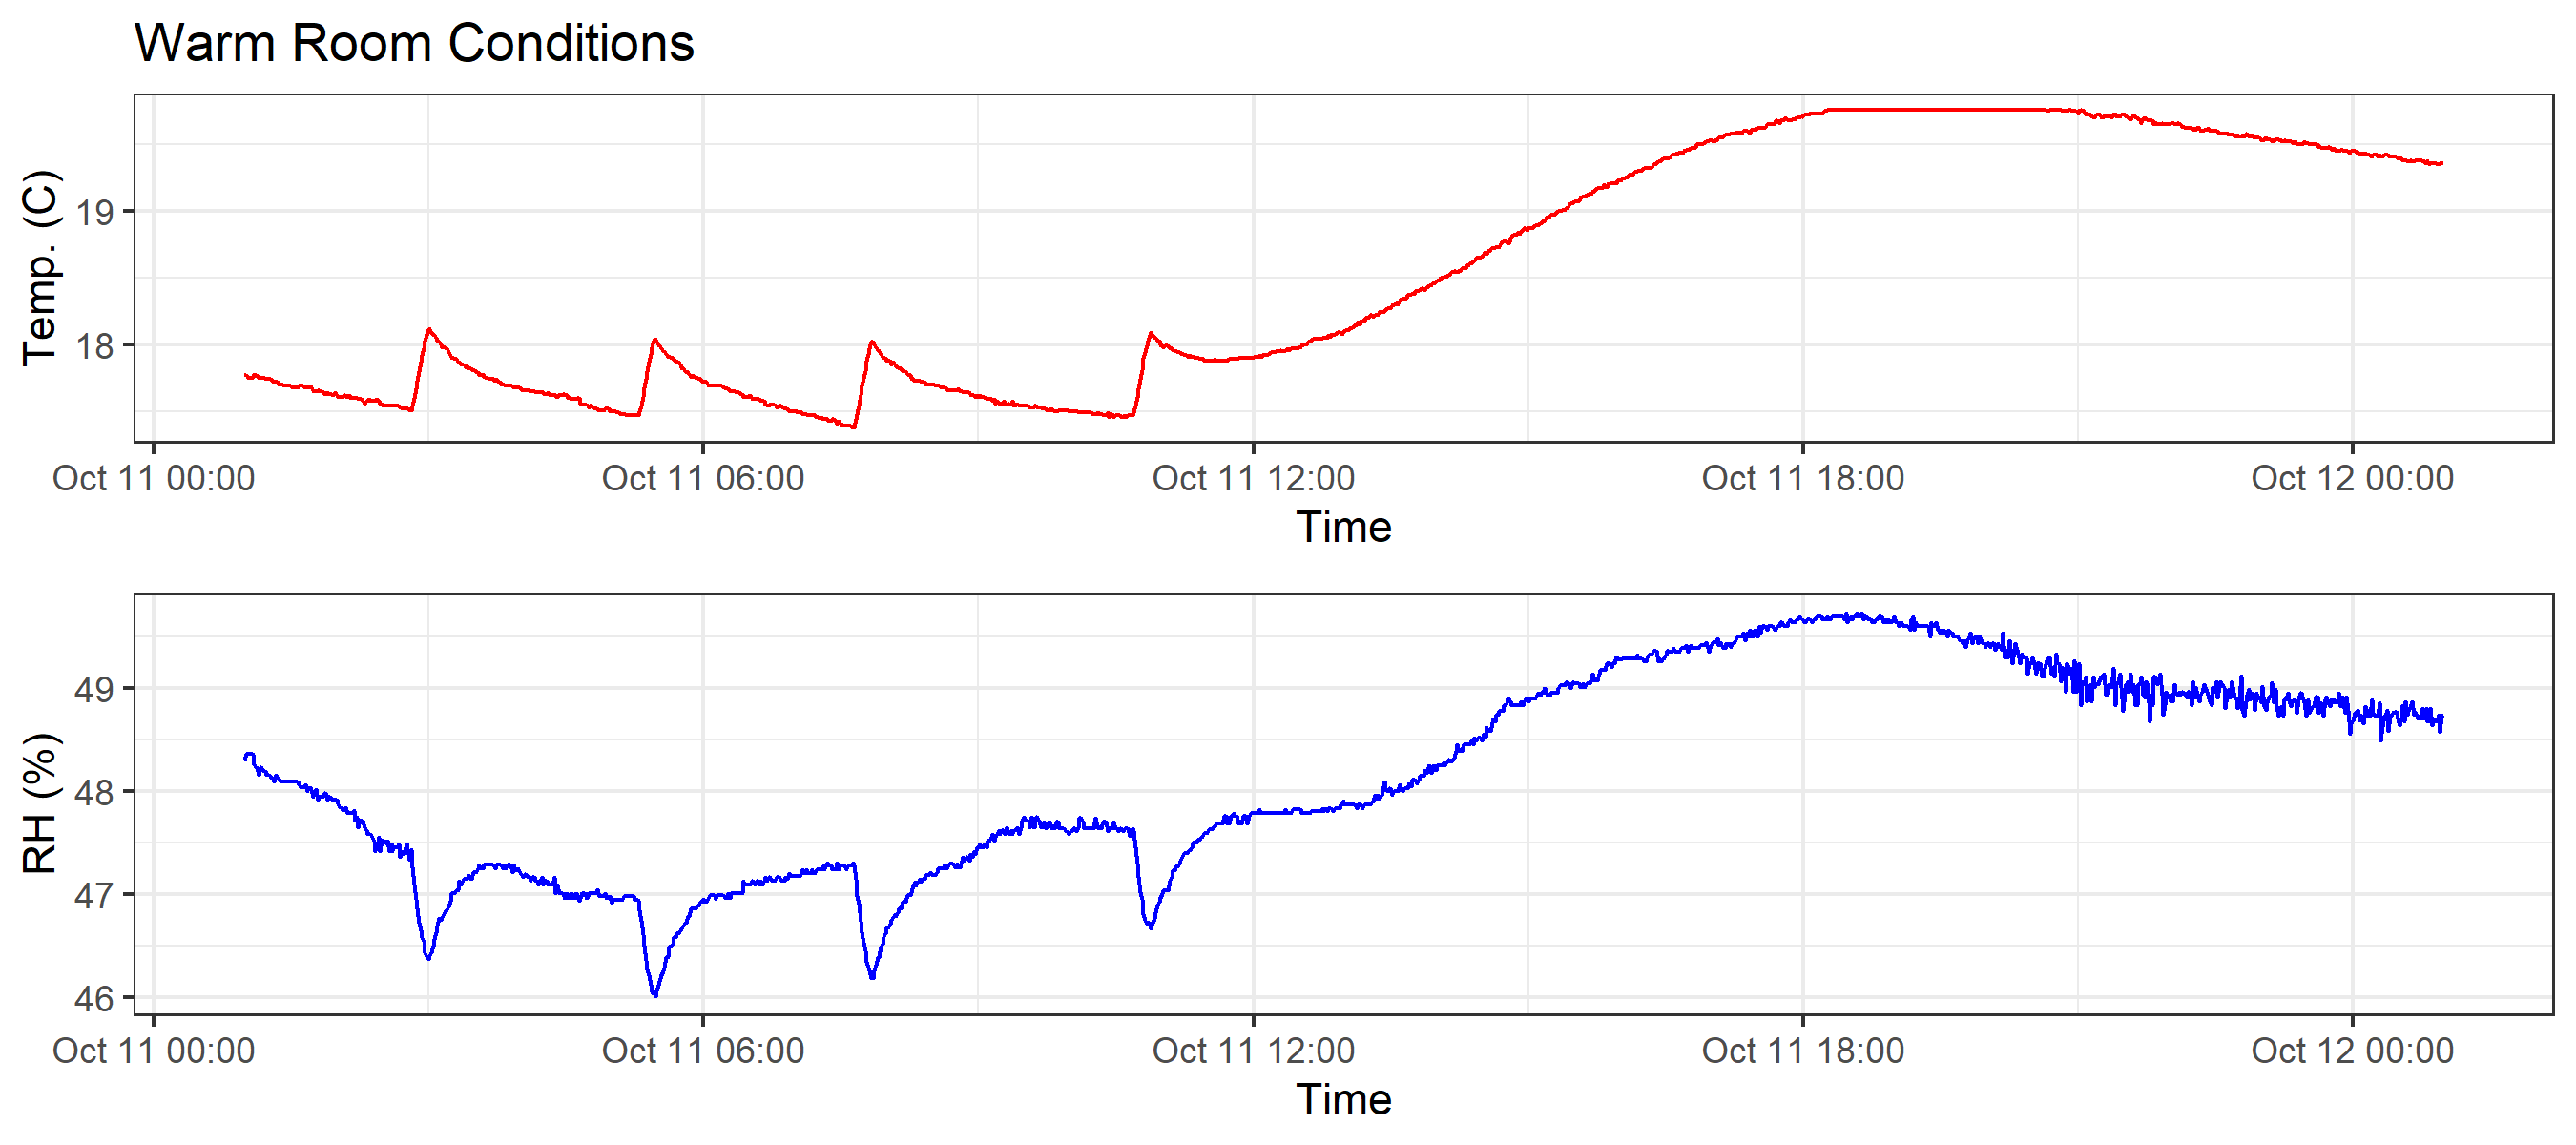 Warm Room Conditions
Temp. (C)
19
18
Oct 11 00:00 Oct 11 06:00 Oct 11 12:00 Oct 11 18:00 Oct 12 00:00
Time
RH (%)
49
48
47
46
Oct 11 00:00 Oct 11 06:00 Oct 11 12:00 Oct 11 18:00 Oct 12 00:00
Time